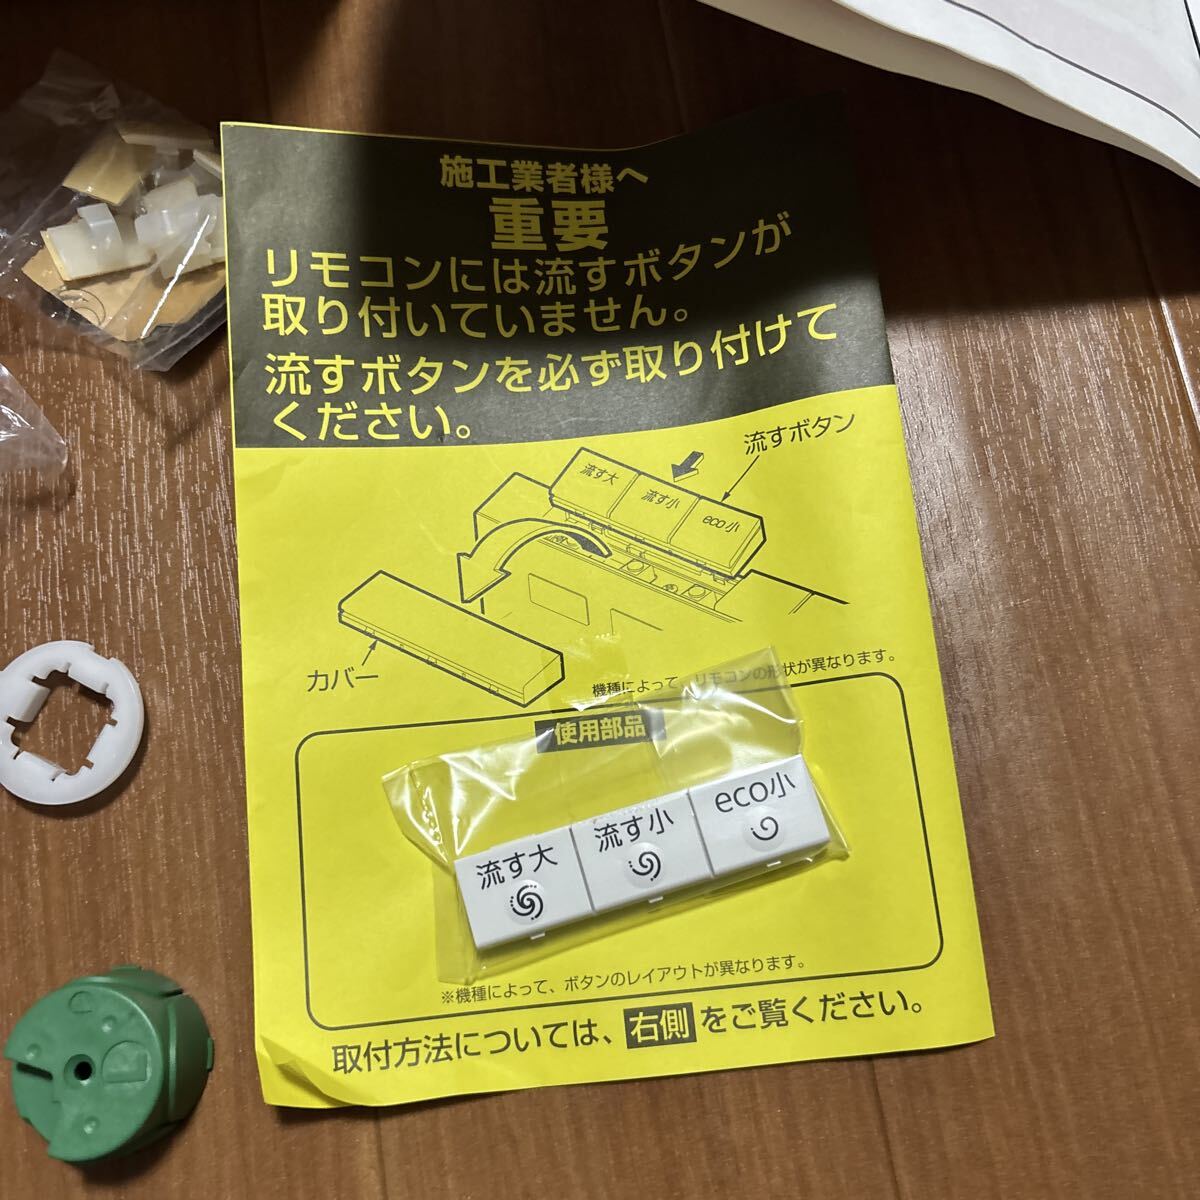 施工業者様へ
重要
リモコンには流すボタンが
取り付いていません。
流すボタンを必ず取り付けて
ください。
流すボタン
流す大
流す小
eco小
カバー
機種によって、リモコンの形状が異なります。
使用部品
流す大
流す小
eco小
※機種によって、ボタンのレイアウトが異なります。
取付方法については、右側をご覧ください。